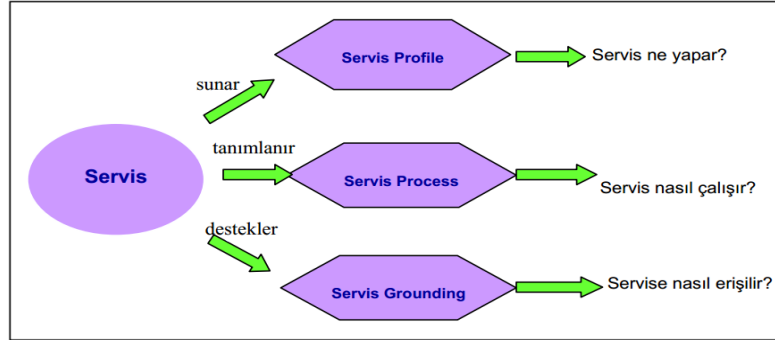 Servis
sunar
Servis Profile
Servis ne yapar?
tanımlanır
Servis Process
Servis nasıl çalışır?
destekler
Servis Grounding
Servise nasıl erişilir?